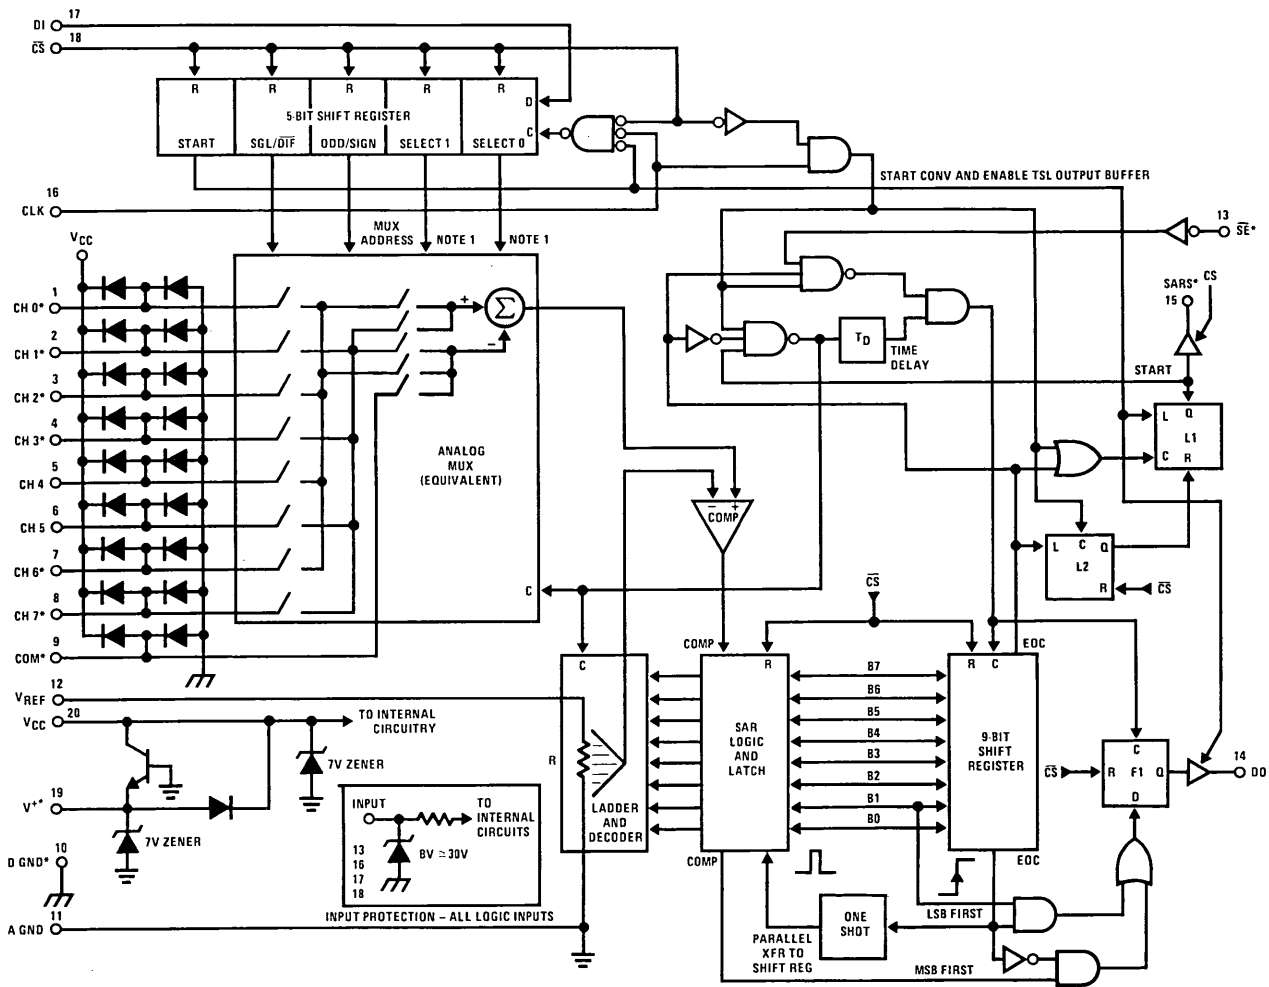 17
DI
18
CS
R R R R R
D
5-BIT SHIFT REGISTER
C
START SGL/DIF ODD/SIGN SELECT 1 SELECT 0
START CONV AND ENABLE TSL OUTPUT BUFFER
16
CLK
MUX
ADDRESS NOTE 1 NOTE 1
13
SE*
VCC
SARS* CS
15
1
CH 0*
2
CH 1*
3
CH 2*
4
CH 3*
5
CH 4
6
CH 5
7
CH 6*
8
CH 7*
9
COM*
+
Σ
−
ANALOG
MUX
(EQUIVALENT)
C
TD
TIME
DELAY
START
L Q
L1
C R
− +
COMP
L C Q
L2
R CS
CS
COMP
R
R C
EOC
C
12
VREF
20
VCC
TO INTERNAL
CIRCUITRY
7V ZENER
19
V+*
7V ZENER
10
D GND*
11
A GND
INPUT
TO
INTERNAL
CIRCUITS
13
16
17
18
BV ≅ 30V
INPUT PROTECTION – ALL LOGIC INPUTS
R
LADDER
AND
DECODER
SAR
LOGIC
AND
LATCH
B7
B6
B5
B4
B3
B2
B1
B0
9-BIT
SHIFT
REGISTER
C
CS R F1 Q
D
14
DO
COMP
EOC
ONE
SHOT
PARALLEL
XFR TO
SHIFT REG
LSB FIRST
MSB FIRST